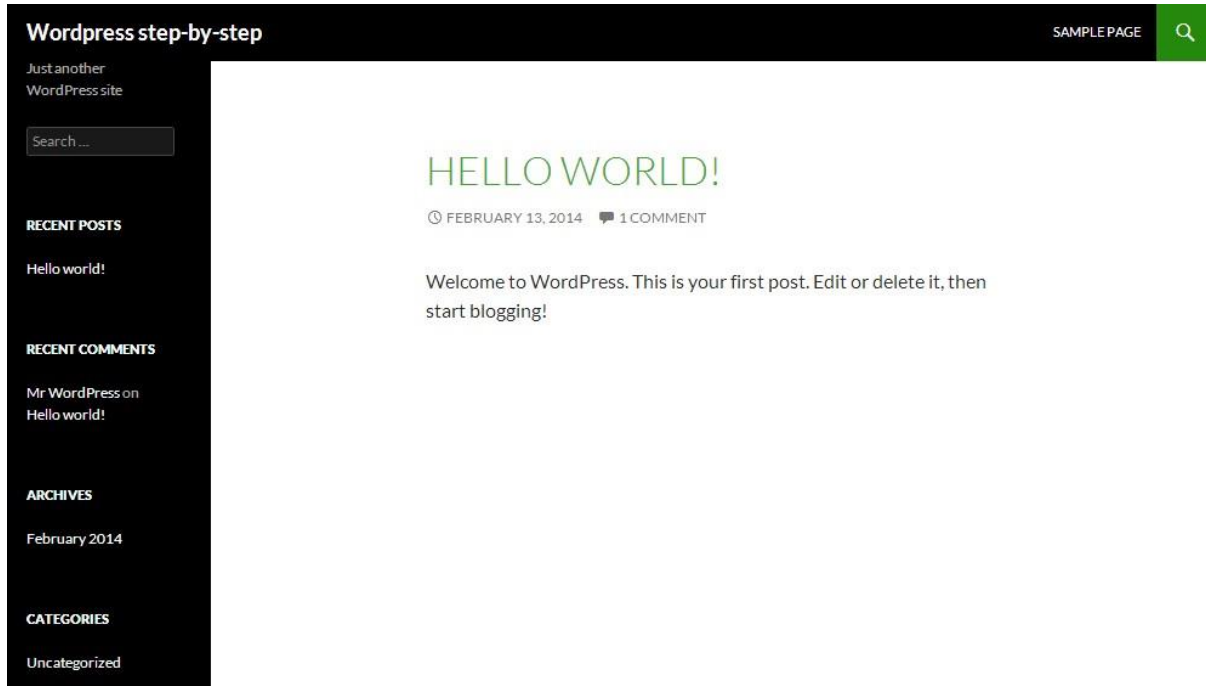 Wordpress step-by-step
SAMPLE PAGE
Just another
WordPress site
Search ...
RECENT POSTS
Hello world!
RECENT COMMENTS
Mr WordPress on
Hello world!
ARCHIVES
February 2014
CATEGORIES
Uncategorized
HELLO WORLD!
FEBRUARY 13, 2014 1 COMMENT
Welcome to WordPress. This is your first post. Edit or delete it, then
start blogging!